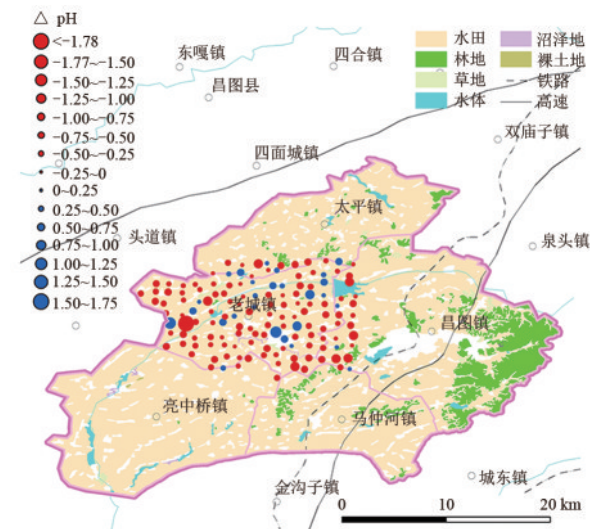 △ pH
<−1.78
−1.77~−1.50
−1.50~−1.25
−1.25~−1.00
−1.00~−0.75
−0.75~−0.50
−0.50~−0.25
−0.25~0
0~0.25
0.25~0.50
0.50~0.75
0.75~1.00
1.00~1.25
1.25~1.50
1.50~1.75
水田
林地
草地
水体
沼泽地
裸土地
铁路
高速
东嘎镇
四合镇
昌图县
双庙子镇
四面城镇
太平镇
头道镇
泉头镇
老城镇
昌图镇
亮中桥镇
马仲河镇
城东镇
金沟子镇
0 10 20 km